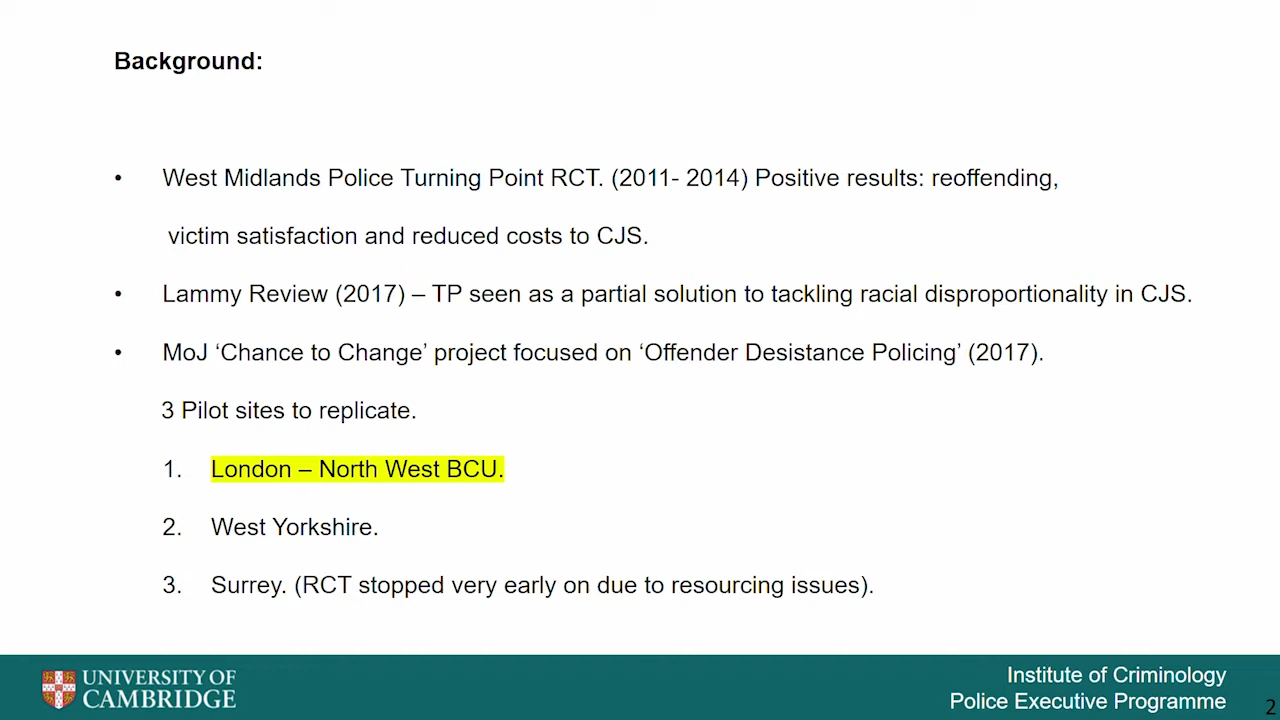 Background:
• West Midlands Police Turning Point RCT. (2011- 2014) Positive results: reoffending,
victim satisfaction and reduced costs to CJS.
• Lammy Review (2017) – TP seen as a partial solution to tackling racial disproportionality in CJS.
• MoJ ‘Chance to Change’ project focused on ‘Offender Desistance Policing’ (2017).
3 Pilot sites to replicate.
1. London – North West BCU.
2. West Yorkshire.
3. Surrey. (RCT stopped very early on due to resourcing issues).
UNIVERSITY OF
CAMBRIDGE
Institute of Criminology
Police Executive Programme
2